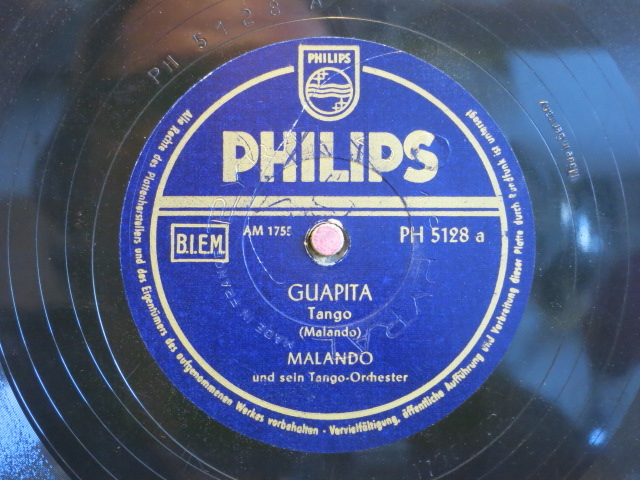 PH 5128 A
PHILIPS
PHILIPS
B.I.E.M.
AM 1755
PH 5128 a
GUAPITA
Tango
(Malando)
MALANDO
und sein Tango-Orchester
Alle Rechte des Plattenherstellers und des Eigentümers des aufgenommenen Werkes vorbehalten · Vervielfältigung, öffentliche Aufführung und Verbreitung dieser Platte durch Rundfunk ist untersagt